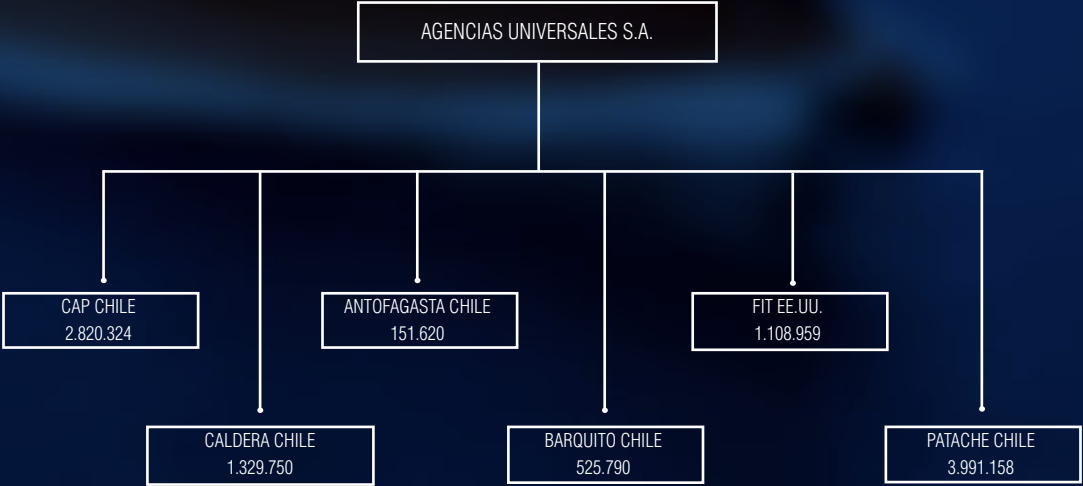 AGENCIAS UNIVERSALES S.A.
CAP CHILE
2.820.324
ANTOFAGASTA CHILE
151.620
FIT EE.UU.
1.108.959
CALDERA CHILE
1.329.750
BARQUITO CHILE
525.790
PATACHE CHILE
3.991.158